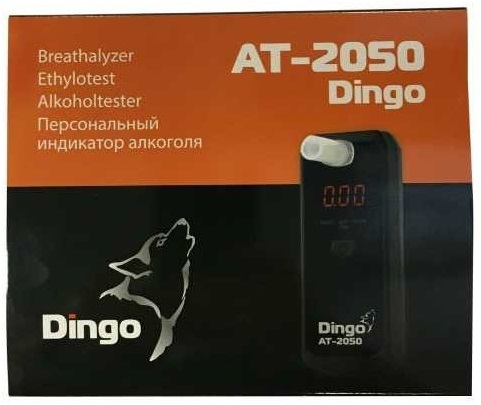 Breathalyzer
Ethylotest
Alkoholtester
Персональный
индикатор алкоголя
AT-2050
Dingo
0.00
Dingo
Dingo
AT-2050